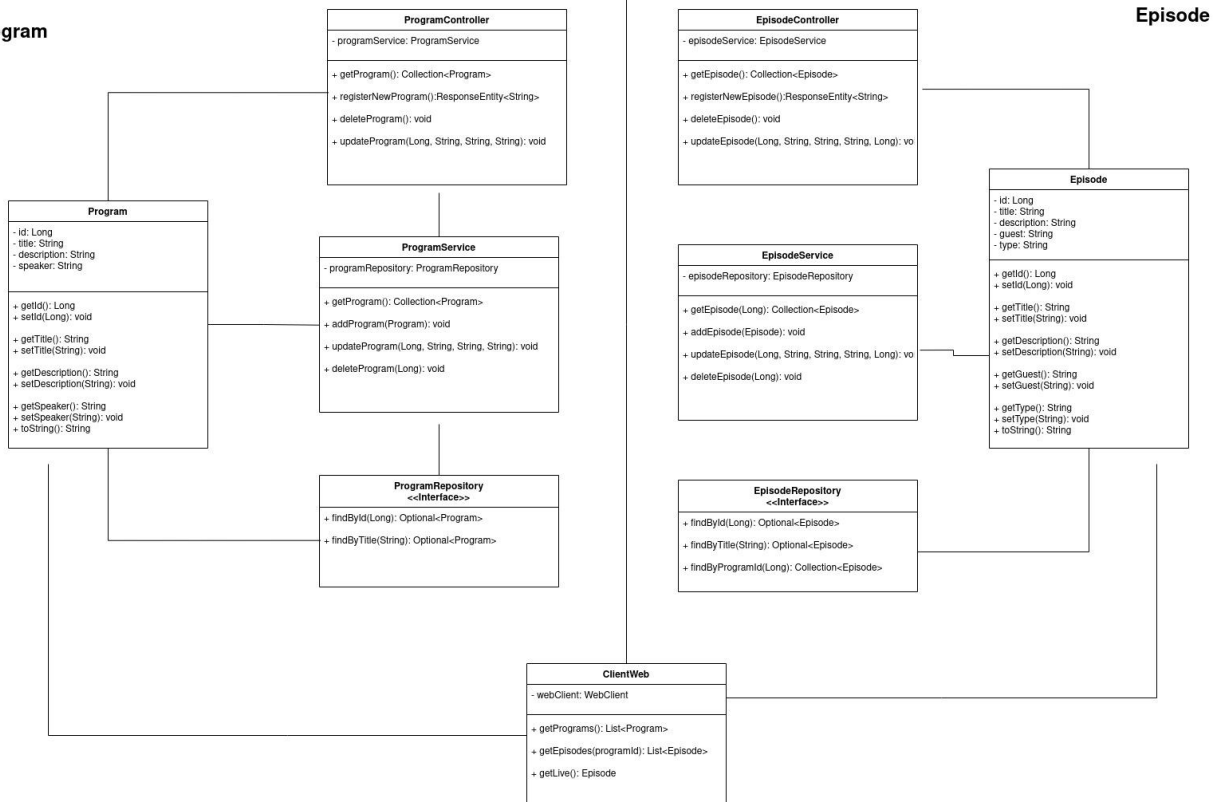 gram
Episode
ProgramController
- programService: ProgramService
+ getProgram(): Collection<Program>
+ registerNewProgram():ResponseEntity<String>
+ deleteProgram(): void
+ updateProgram(Long, String, String, String): void
EpisodeController
- episodeService: EpisodeService
+ getEpisode(): Collection<Episode>
+ registerNewEpisode():ResponseEntity<String>
+ deleteEpisode(): void
+ updateEpisode(Long, String, String, String, Long): vo
Program
- id: Long
- title: String
- description: String
- speaker: String
+ getId(): Long
+ setId(Long): void
+ getTitle(): String
+ setTitle(String): void
+ getDescription(): String
+ setDescription(String): void
+ getSpeaker(): String
+ setSpeaker(String): void
+ toString(): String
ProgramService
- programRepository: ProgramRepository
+ getProgram(): Collection<Program>
+ addProgram(Program): void
+ updateProgram(Long, String, String, String): void
+ deleteProgram(Long): void
EpisodeService
- episodeRepository: EpisodeRepository
+ getEpisode(Long): Collection<Episode>
+ addEpisode(Episode): void
+ updateEpisode(Long, String, String, String, Long): vo
+ deleteEpisode(Long): void
Episode
- id: Long
- title: String
- description: String
- guest: String
- type: String
+ getId(): Long
+ setId(Long): void
+ getTitle(): String
+ setTitle(String): void
+ getDescription(): String
+ setDescription(String): void
+ getGuest(): String
+ setGuest(String): void
+ getType(): String
+ setType(String): void
+ toString(): String
ProgramRepository
<<Interface>>
+ findById(Long): Optional<Program>
+ findByTitle(String): Optional<Program>
EpisodeRepository
<<Interface>>
+ findById(Long): Optional<Episode>
+ findByTitle(String): Optional<Episode>
+ findByProgramId(Long): Collection<Episode>
ClientWeb
- webClient: WebClient
+ getPrograms(): List<Program>
+ getEpisodes(programId): List<Episode>
+ getLive(): Episode